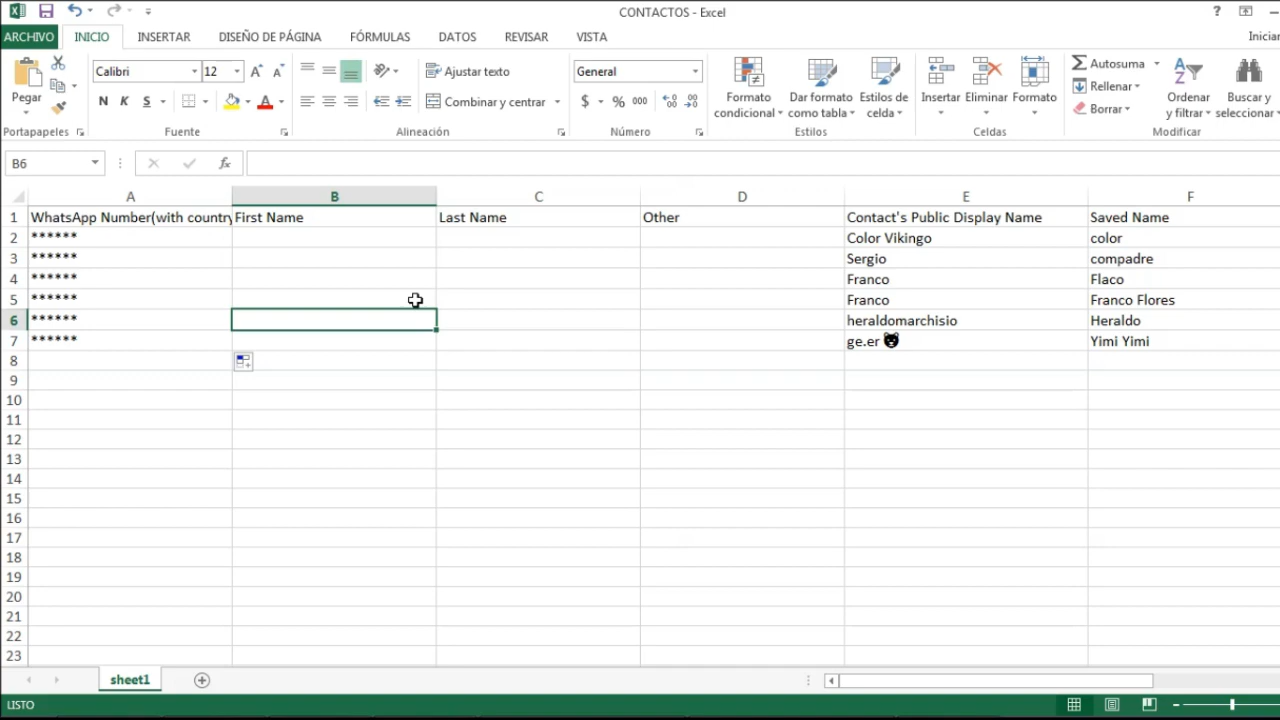 CONTACTOS - Excel
?
ARCHIVO INICIO INSERTAR DISEÑO DE PÁGINA FÓRMULAS DATOS REVISAR VISTA Iniciar
Pegar
Portapapeles
Calibri 12
N K S
Fuente
Ajustar texto
Combinar y centrar
Alineación
General
$ % 000
Número
Formato condicional
Dar formato como tabla
Estilos de celda
Estilos
Insertar Eliminar Formato
Celdas
Autosuma
Rellenar
Borrar
Ordenar y filtrar
Buscar y seleccionar
Modificar
B6 fx
A B C D E F
1 WhatsApp Number(with country First Name Last Name Other Contact's Public Display Name Saved Name
2 ****** Color Vikingo color
3 ****** Sergio compadre
4 ****** Franco Flaco
5 ****** Franco Franco Flores
6 ****** heraldomarchisio Heraldo
7 ****** ge.er 🐻 Yimi Yimi
8
9
10
11
12
13
14
15
16
17
18
19
20
21
22
23
sheet1
LISTO